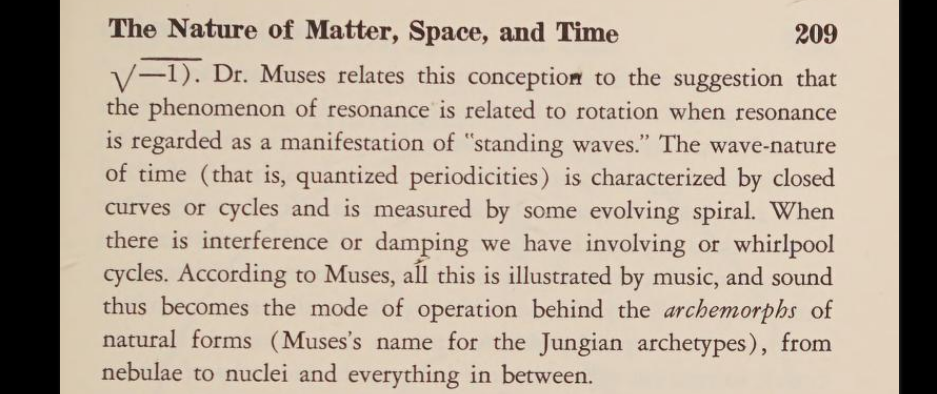 The Nature of Matter, Space, and Time 209
√−1). Dr. Muses relates this conception to the suggestion that
the phenomenon of resonance is related to rotation when resonance
is regarded as a manifestation of "standing waves." The wave-nature
of time (that is, quantized periodicities) is characterized by closed
curves or cycles and is measured by some evolving spiral. When
there is interference or damping we have involving or whirlpool
cycles. According to Muses, all this is illustrated by music, and sound
thus becomes the mode of operation behind the archemorphs of
natural forms (Muses's name for the Jungian archetypes), from
nebulae to nuclei and everything in between.